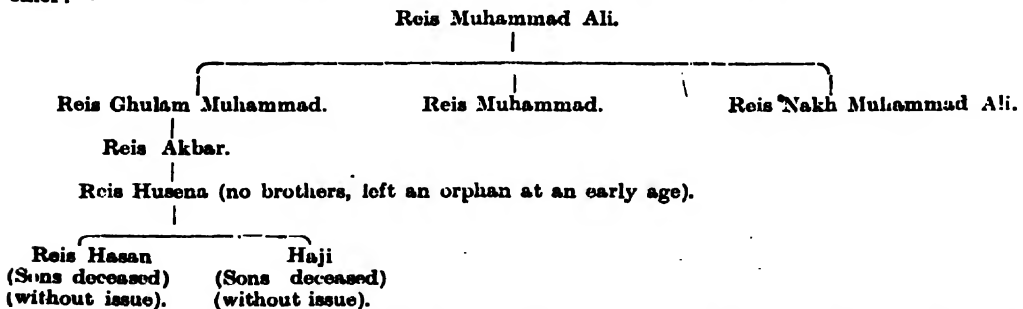 Reis Muhammad Ali.
Reis Ghulam Muhammad. Reis Muhammad. Reis Nakh Muhammad Ali.
Reis Akbar.
Reis Husena (no brothers, left an orphan at an early age).
Reis Hasan Haji
(Sons deceased) (Sons deceased)
(without issue). (without issue).